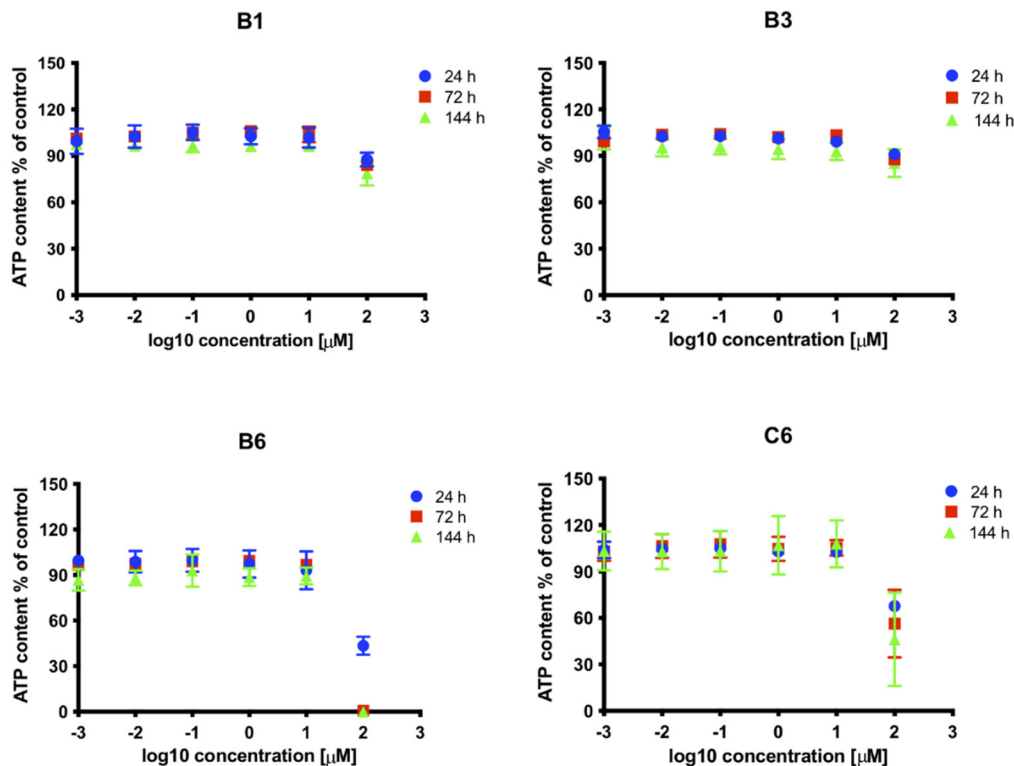 B1
150
120
90
60
30
0
ATP content % of control
-3 -2 -1 0 1 2 3
log10 concentration [μM]
24 h
72 h
144 h
B3
150
120
90
60
30
0
ATP content % of control
-3 -2 -1 0 1 2 3
log10 concentration [μM]
24 h
72 h
144 h
B6
150
120
90
60
30
0
ATP content % of control
-3 -2 -1 0 1 2 3
log10 concentration [μM]
24 h
72 h
144 h
C6
150
120
90
60
30
0
ATP content % of control
-3 -2 -1 0 1 2 3
log10 concentration [μM]
24 h
72 h
144 h